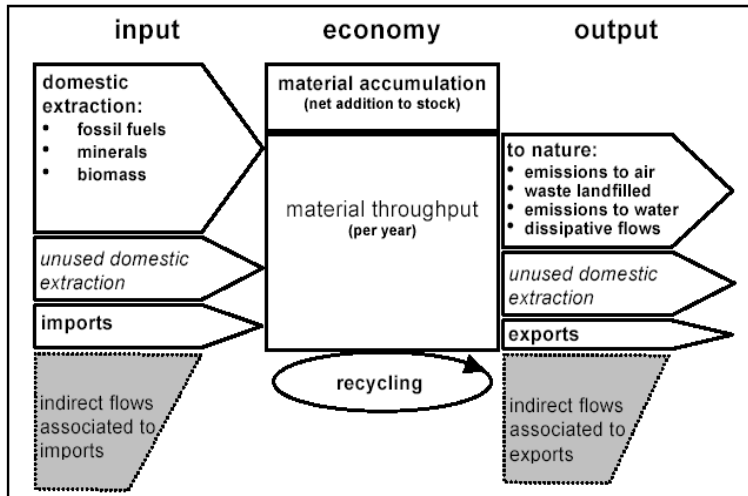 input
economy
output
domestic
extraction:
• fossil fuels
• minerals
• biomass
unused domestic
extraction
imports
indirect flows
associated to
imports
material accumulation
(net addition to stock)
material throughput
(per year)
recycling
to nature:
• emissions to air
• waste landfilled
• emissions to water
• dissipative flows
unused domestic
extraction
exports
indirect flows
associated to
exports